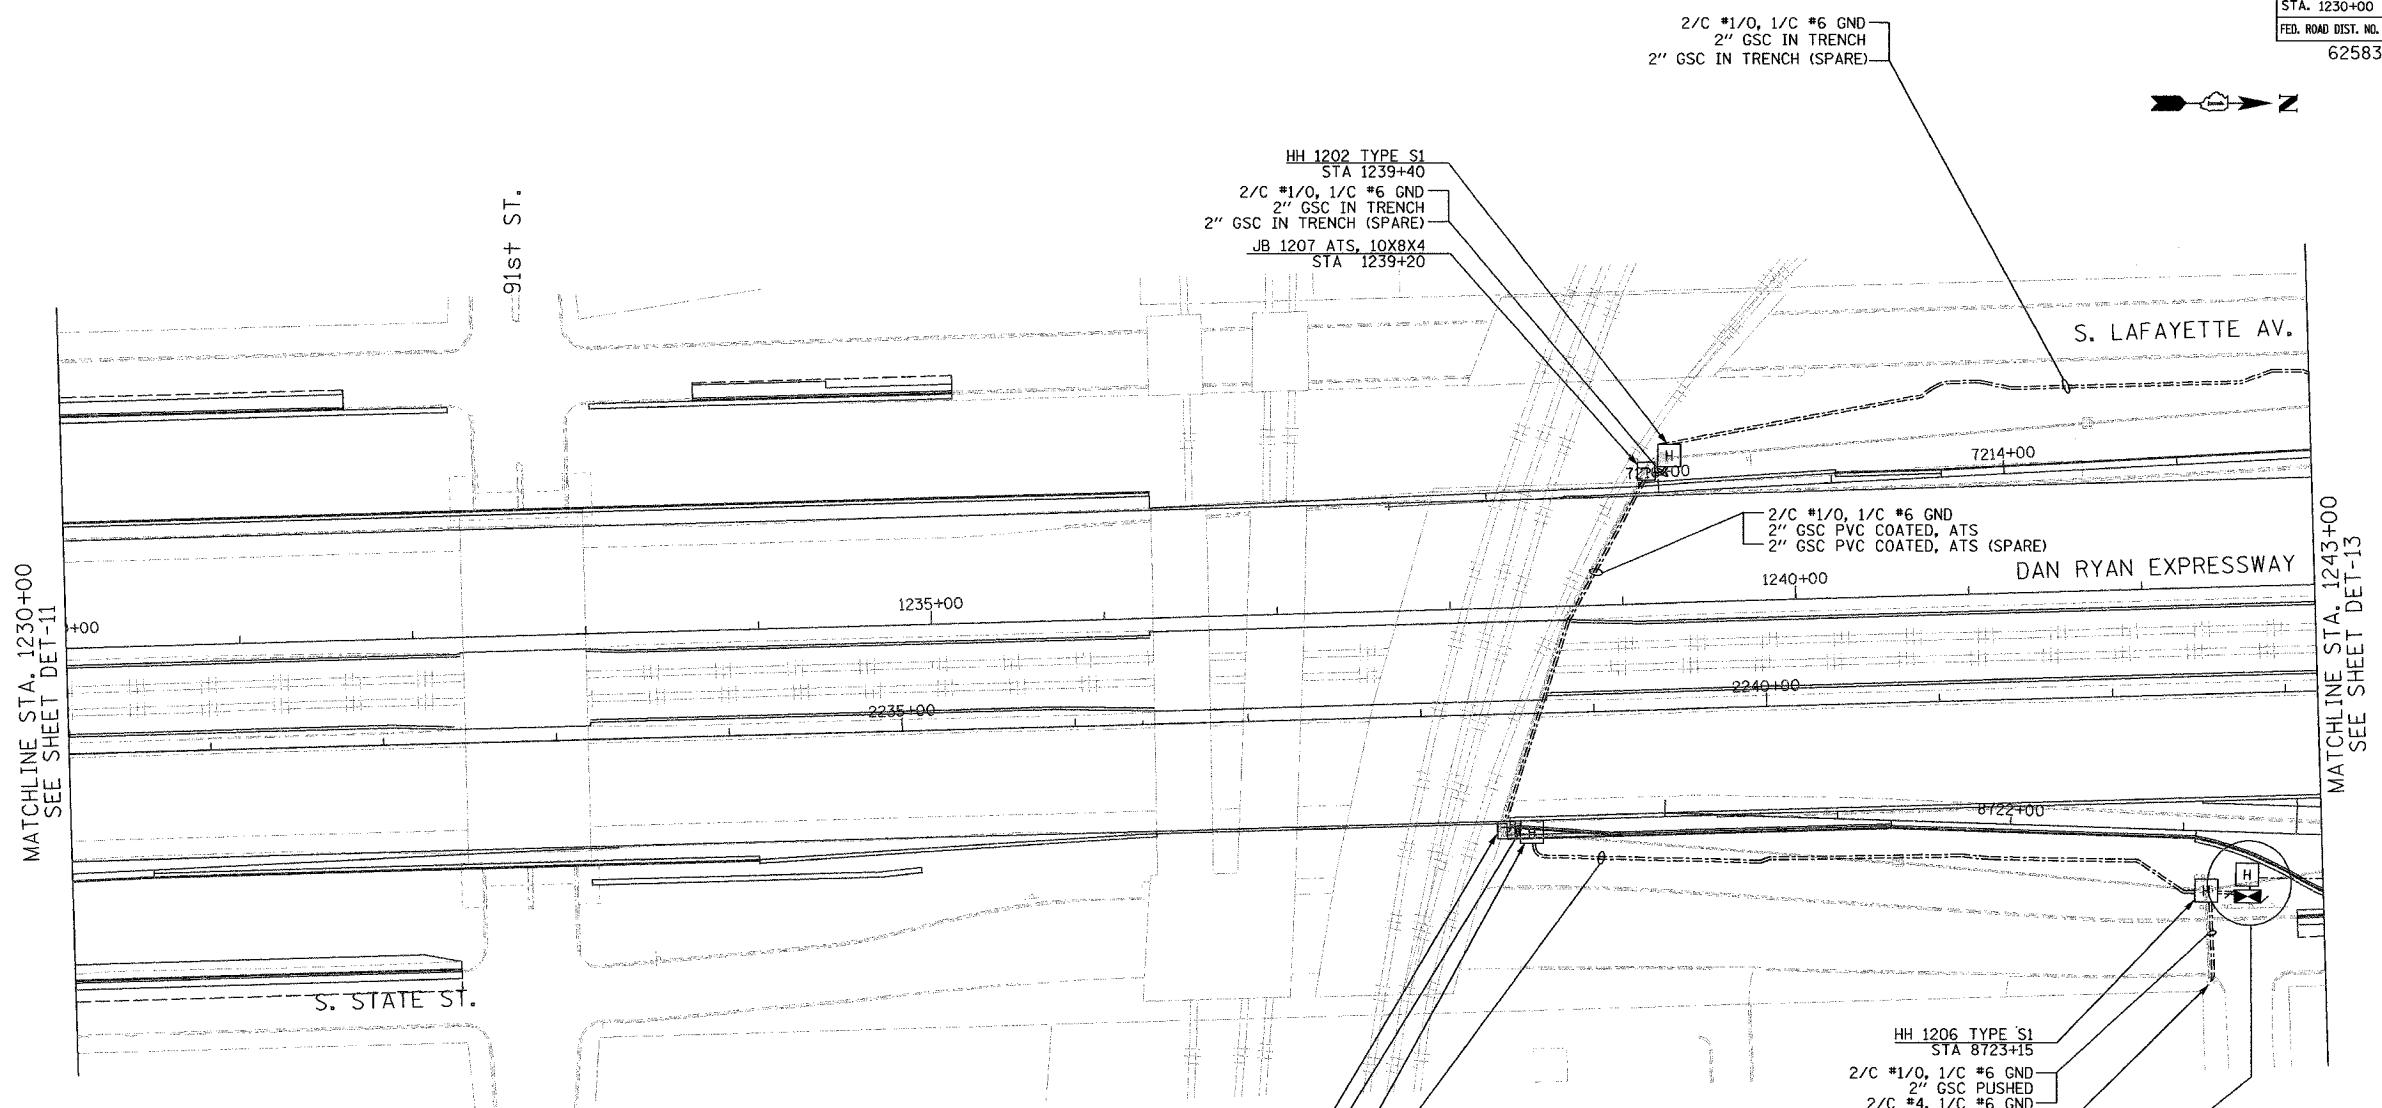 STA. 1230+00
FED. ROAD DIST. NO.
62583
N
2/C #1/0, 1/C #6 GND
2" GSC IN TRENCH
2" GSC IN TRENCH (SPARE)
HH 1202 TYPE S1
STA 1239+40
2/C #1/0, 1/C #6 GND
2" GSC IN TRENCH
2" GSC IN TRENCH (SPARE)
JB 1207 ATS, 10X8X4
STA 1239+20
91st ST.
S. LAFAYETTE AV.
H
7214+00
2/C #1/0, 1/C #6 GND
2" GSC PVC COATED, ATS
2" GSC PVC COATED, ATS (SPARE)
DAN RYAN EXPRESSWAY
1240+00
1235+00
+00
MATCHLINE STA. 1230+00
SEE SHEET DET-11
MATCHLINE STA. 1243+00
SEE SHEET DET-13
2240+00
2235+00
8722+00
H
H
H
S. STATE ST.
HH 1206 TYPE S1
STA 8723+15
2/C #1/0, 1/C #6 GND
2" GSC PUSHED
2/C #4, 1/C #6 GND